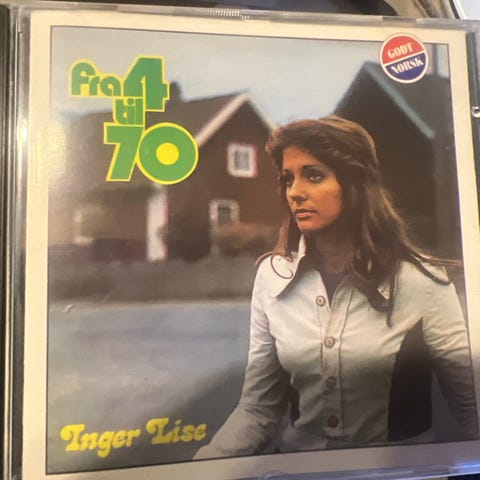 fra 4
til
70
GODT
NORSK
Inger Lise